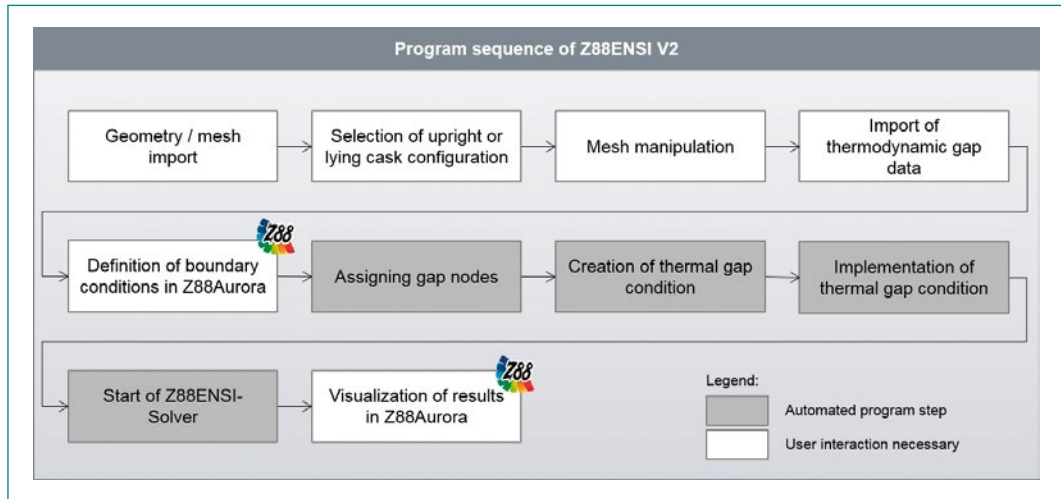 Program sequence of Z88ENSI V2
Geometry / mesh
import
Selection of upright or
lying cask configuration
Mesh manipulation
Import of
thermodynamic gap
data
Z88
Definition of boundary
conditions in Z88Aurora
Assigning gap nodes
Creation of thermal gap
condition
Implementation of
thermal gap condition
Start of Z88ENSI-
Solver
Z88
Visualization of results
in Z88Aurora
Legend:
Automated program step
User interaction necessary